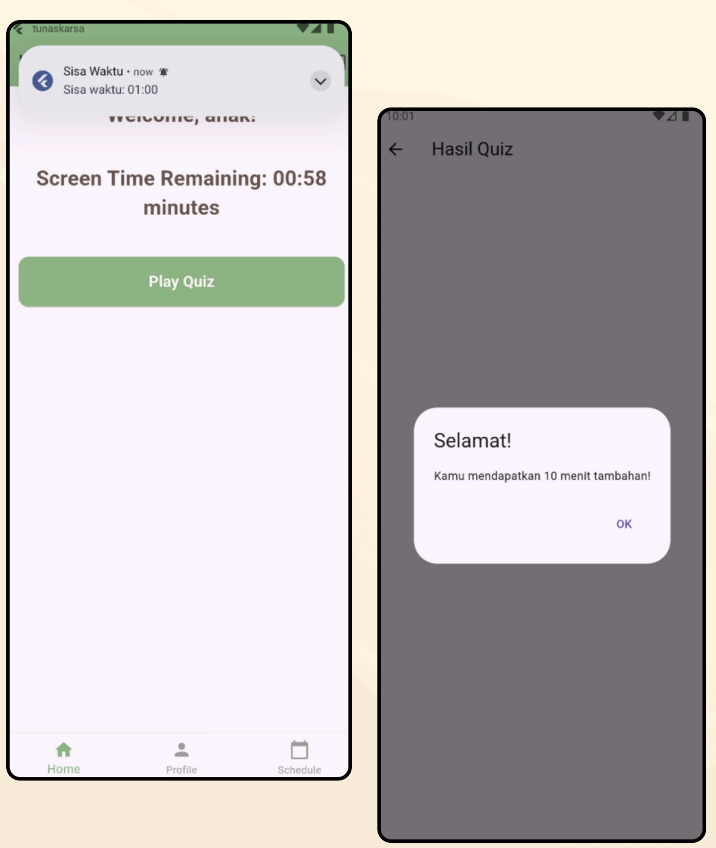 tunaskarsa
Sisa Waktu • now
Sisa waktu: 01:00
Welcome, anak!
Screen Time Remaining: 00:58
minutes
Play Quiz
Home
Profile
Schedule
10:01
Hasil Quiz
Selamat!
Kamu mendapatkan 10 menit tambahan!
OK